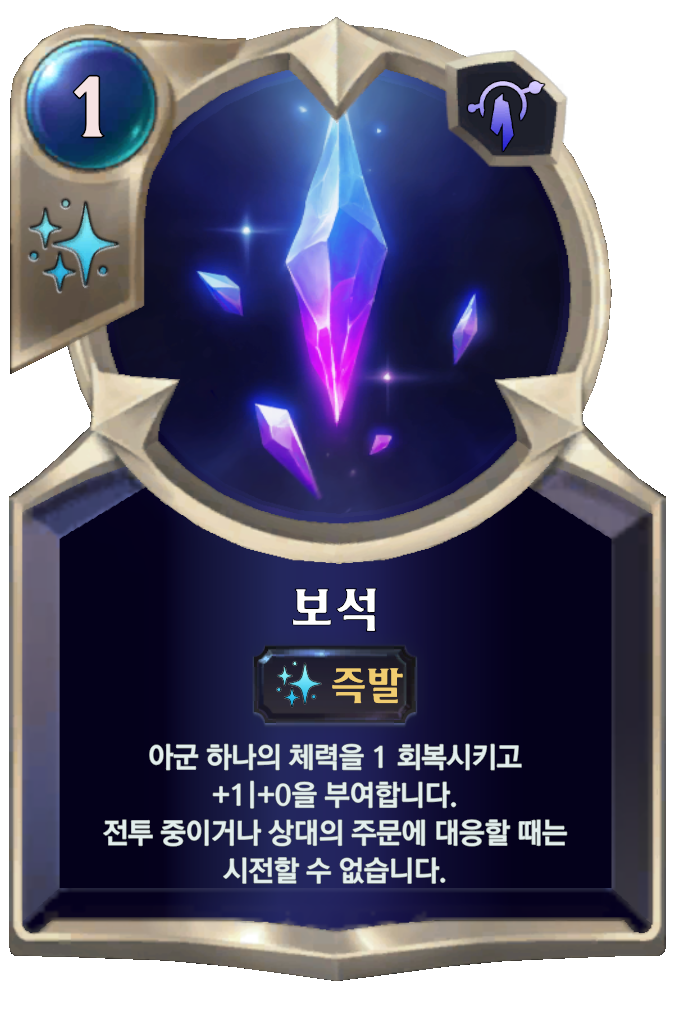 1
보석
즉발
아군 하나의 체력을 1 회복시키고
+1|+0을 부여합니다.
전투 중이거나 상대의 주문에 대응할 때는
시전할 수 없습니다.